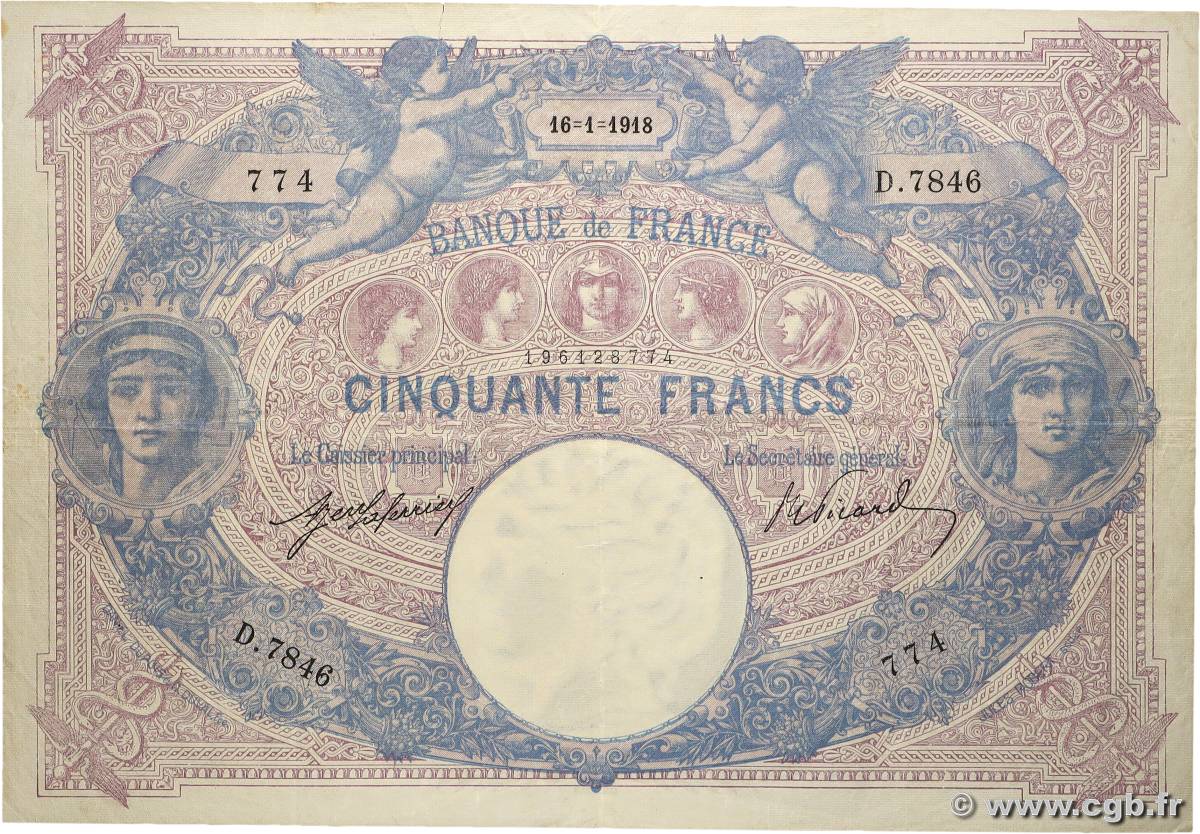 16=1=1918
774
D.7846
BANQUE de FRANCE
196128774
CINQUANTE FRANCS
Le Caissier principal.
Le Secrétaire général.
D.7846
774
© www.cgb.fr